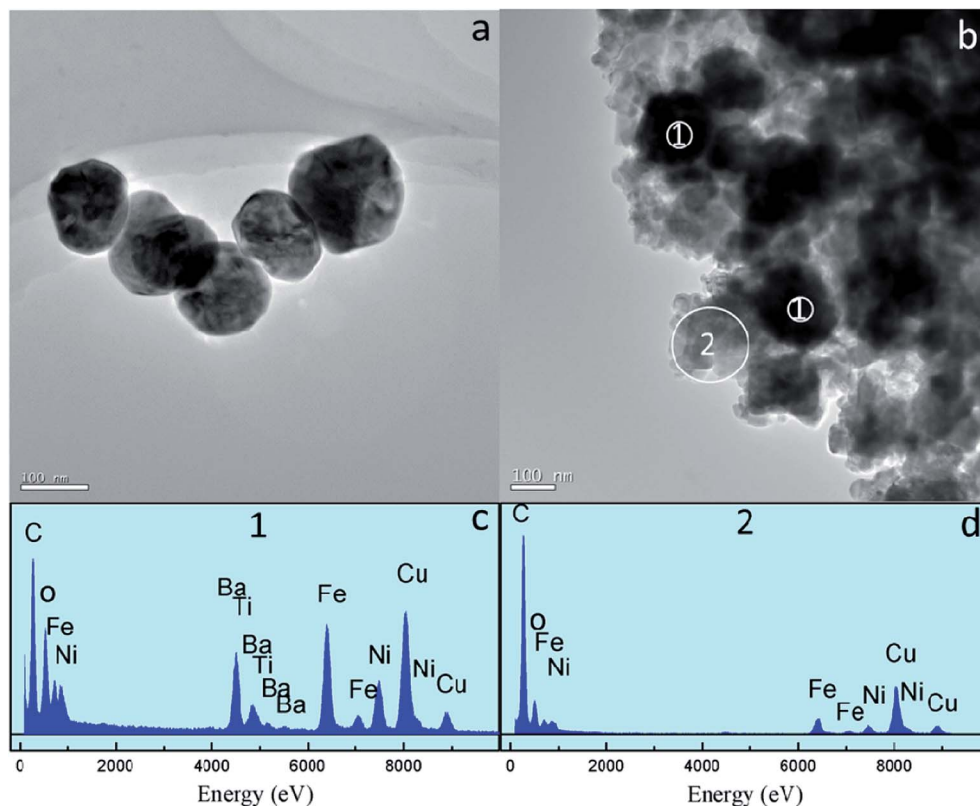 a
b
1
1
2
100 nm
100 nm
1
c
C
O
Fe
Ni
Ba
Ti
Ba
Ti
Ba
Ba
Fe
Fe
Ni
Cu
Ni
Cu
0 2000 4000 6000 8000
Energy (eV)
2
d
C
O
Fe
Ni
Fe
Fe
Ni
Cu
Ni
Cu
0 2000 4000 6000 8000
Energy (eV)